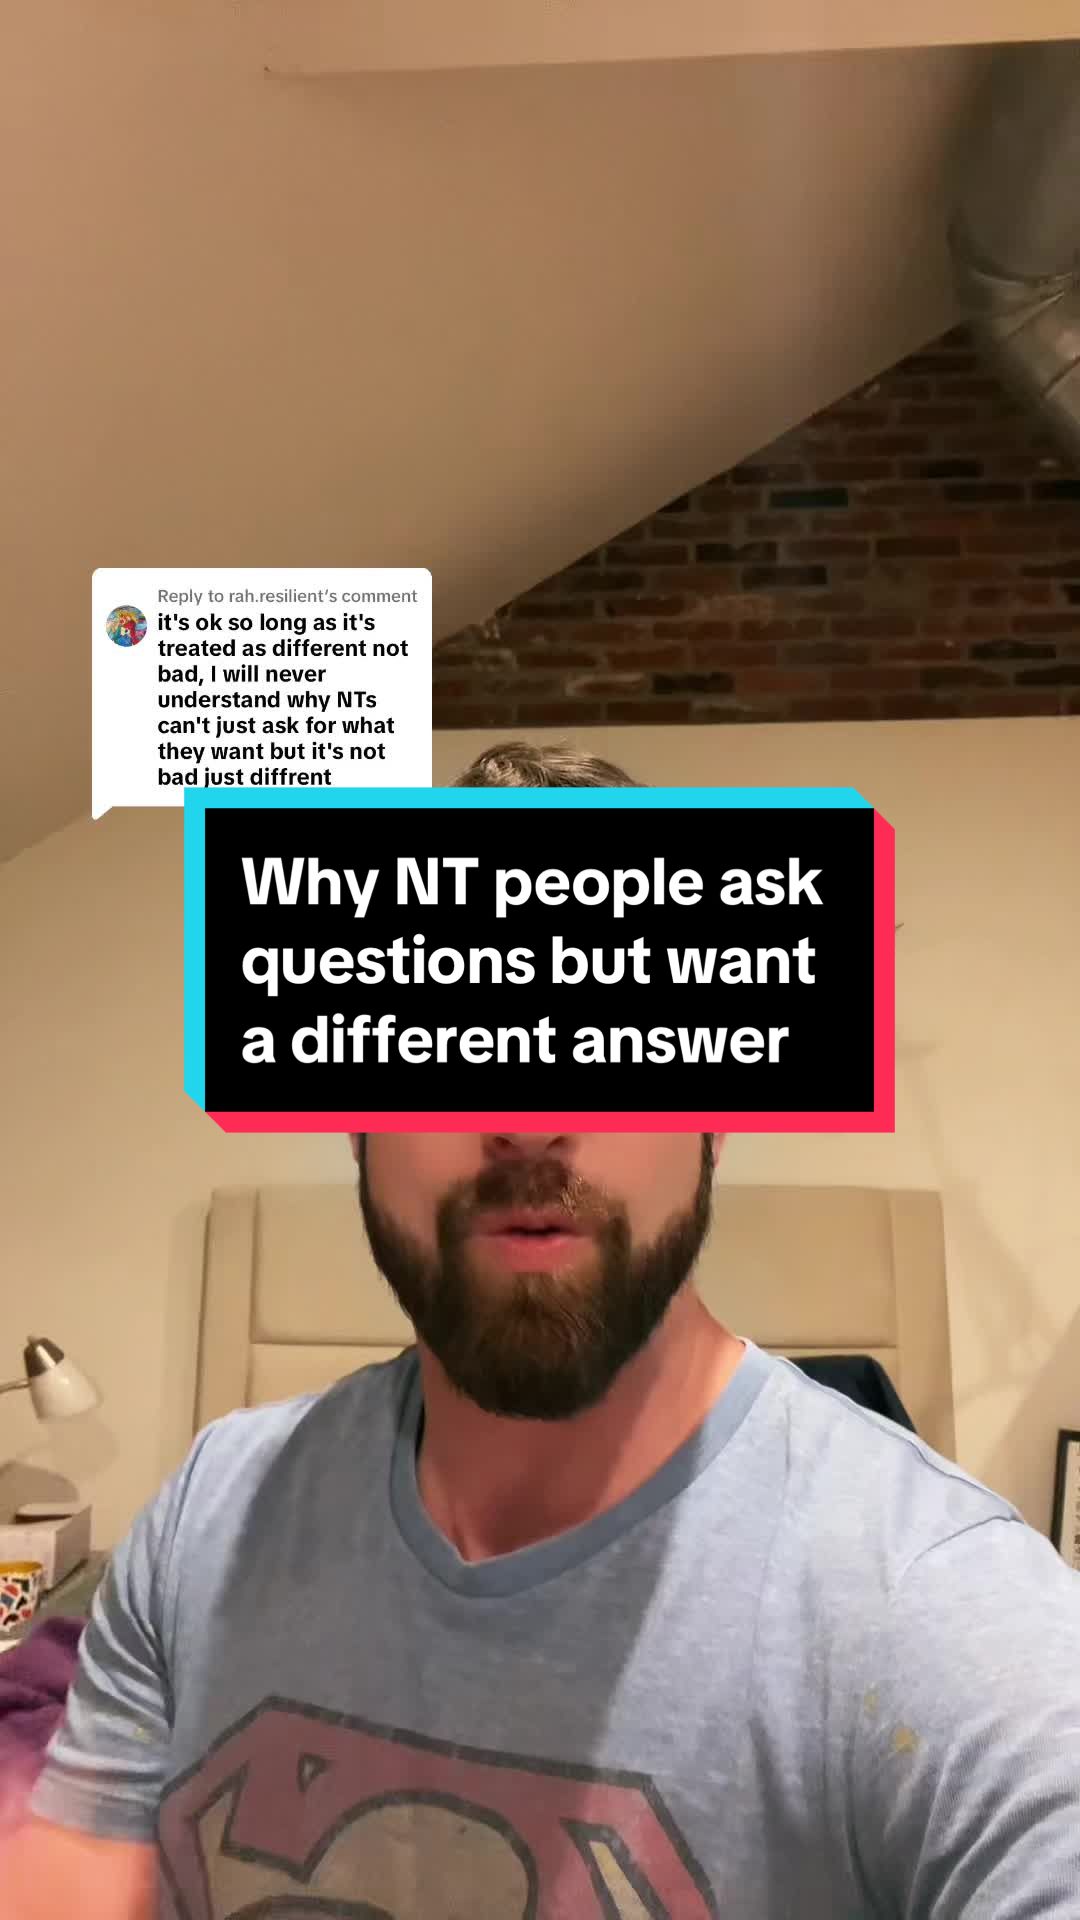 Reply to rah.resilient's comment
it's ok so long as it's
treated as different not
bad, I will never
understand why NTs
can't just ask for what
they want but it's not
bad just diffrent
Why NT people ask
questions but want
a different answer